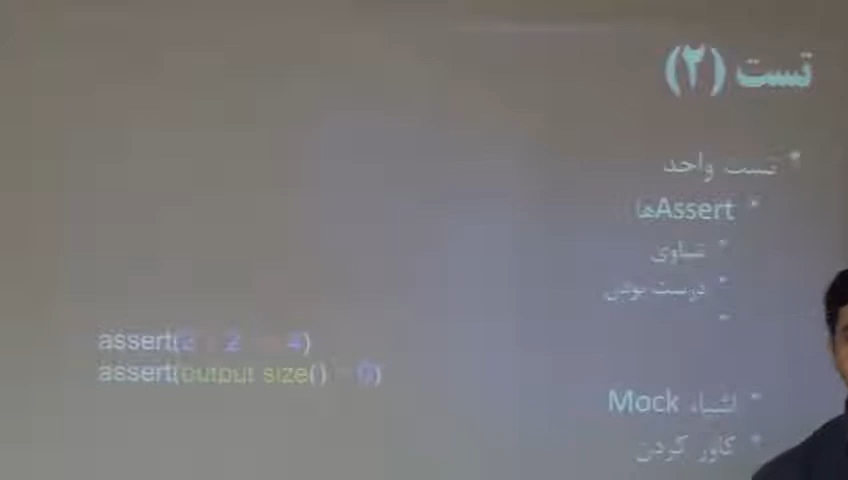 تست (۲)
تست واحد
Assertها
تساوی
درست بودن
assert(2 2 4)
assert(output size() 0)
اشیاء Mock
کاور کردن